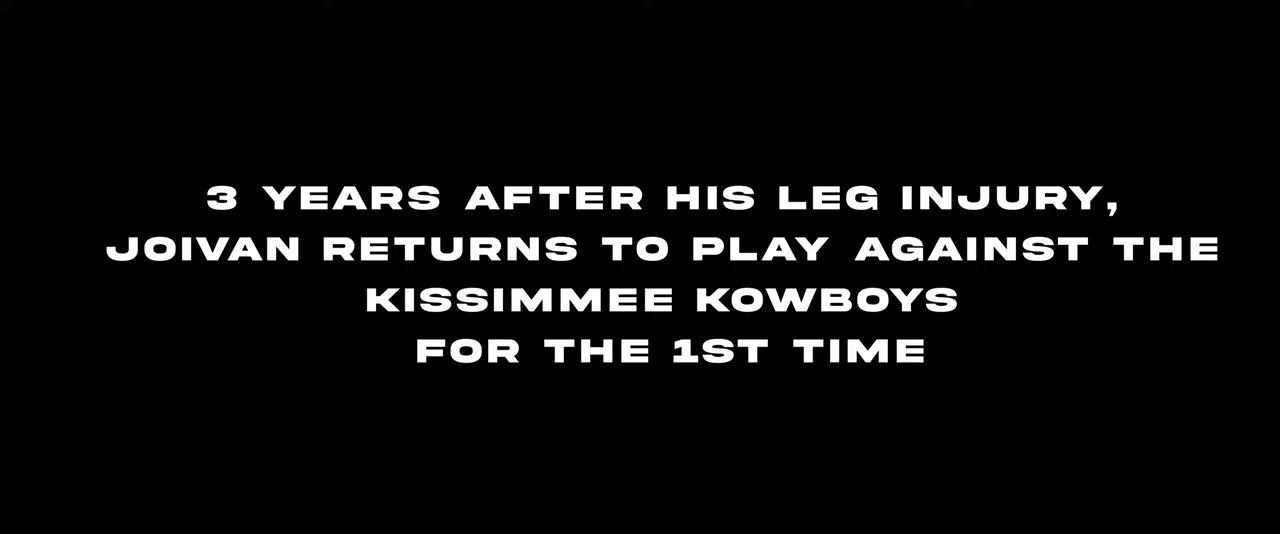 3 YEARS AFTER HIS LEG INJURY,
JOIVAN RETURNS TO PLAY AGAINST THE
KISSIMMEE KOWBOYS
FOR THE 1ST TIME